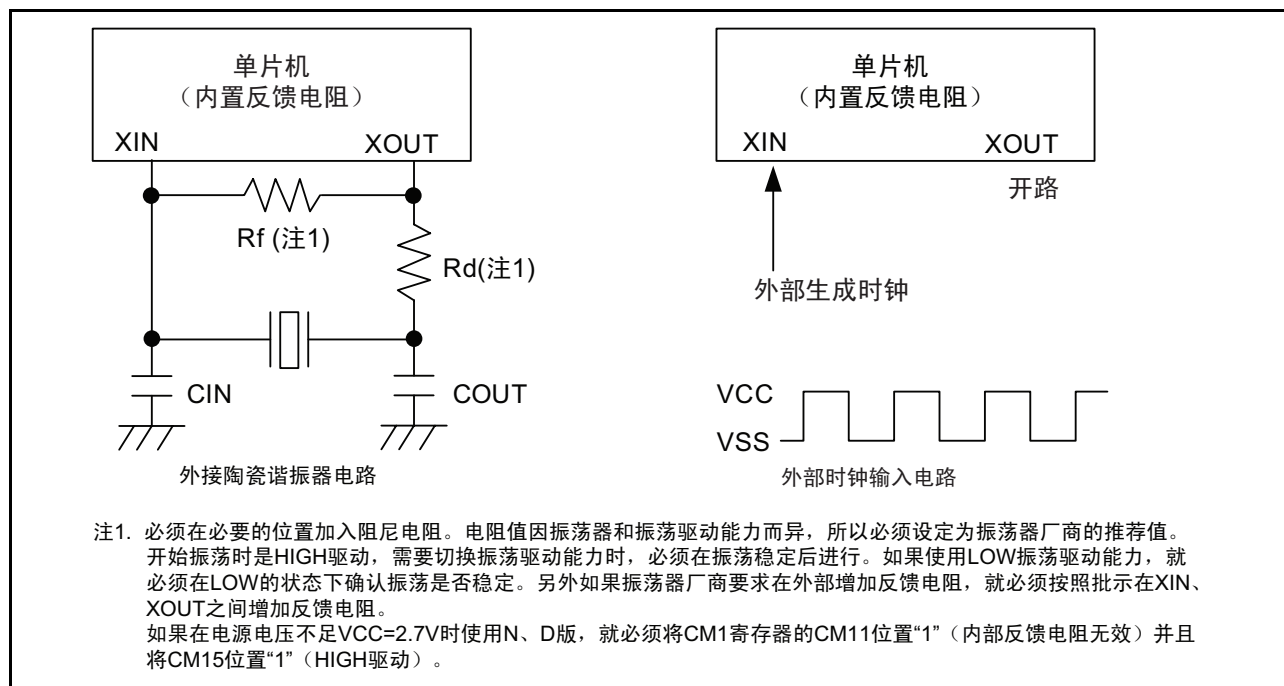 单片机
（内置反馈电阻）
XIN
XOUT
Rf (注1)
Rd(注1)
CIN
COUT
外接陶瓷谐振器电路
单片机
（内置反馈电阻）
XIN
XOUT
开路
外部生成时钟
VCC
VSS
外部时钟输入电路
注1. 必须在必要的位置加入阻尼电阻。电阻值因振荡器和振荡驱动能力而异，所以必须设定为振荡器厂商的推荐值。
开始振荡时是HIGH驱动，需要切换振荡驱动能力时，必须在振荡稳定后进行。如果使用LOW振荡驱动能力，就
必须在LOW的状态下确认振荡是否稳定。另外如果振荡器厂商要求在外部增加反馈电阻，就必须按照批示在XIN、
XOUT之间增加反馈电阻。
如果在电源电压不足VCC=2.7V时使用N、D版，就必须将CM1寄存器的CM11位置“1”（内部反馈电阻无效）并且
将CM15位置“1”（HIGH驱动）。